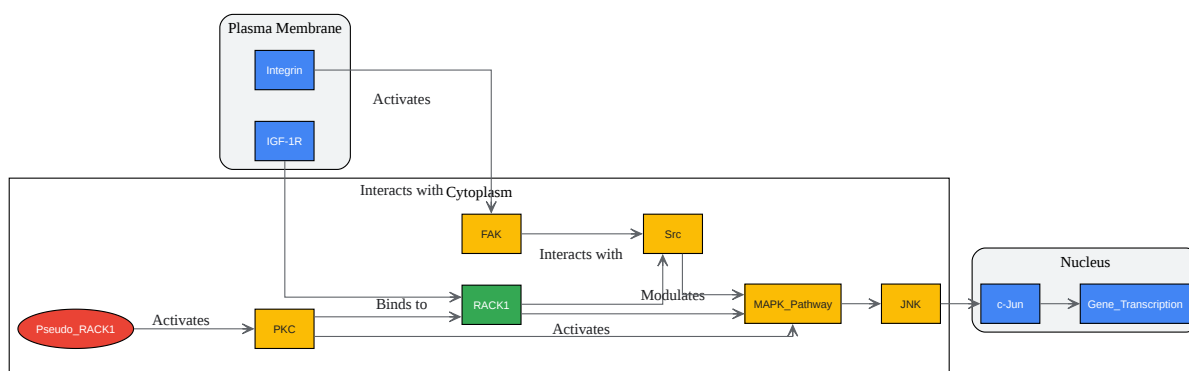 Plasma Membrane
Integrin
Activates
IGF-1R
Interacts with
Cytoplasm
FAK
Src
Interacts with
Nucleus
RACK1
Modulates
MAPK_Pathway
JNK
c-Jun
Gene_Transcription
Binds to
Pseudo_RACK1
Activates
PKC
Activates